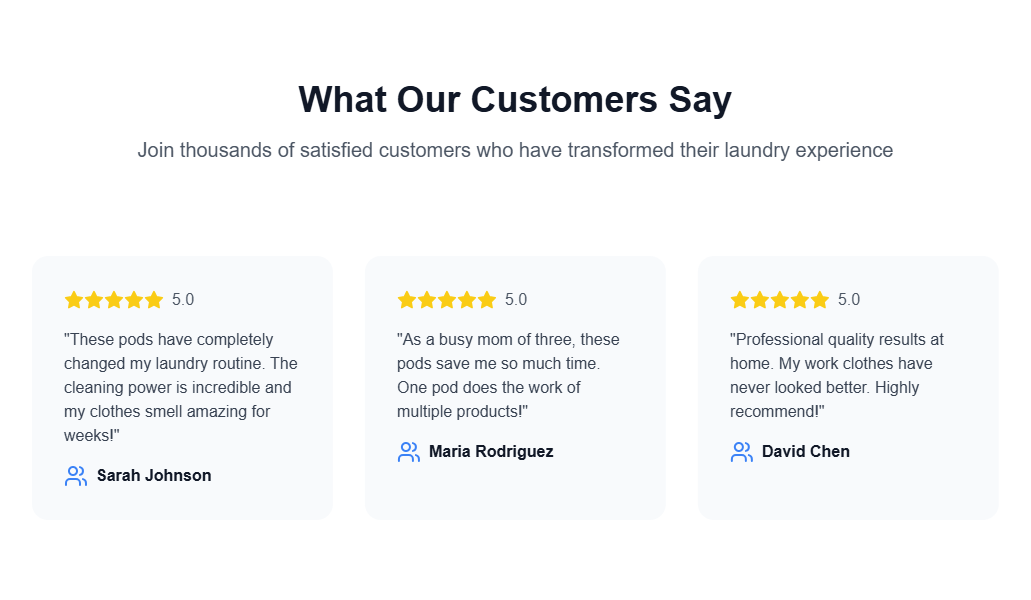 What Our Customers Say
Join thousands of satisfied customers who have transformed their laundry experience
5.0
"These pods have completely
changed my laundry routine. The
cleaning power is incredible and
my clothes smell amazing for
weeks!"
Sarah Johnson
5.0
"As a busy mom of three, these
pods save me so much time.
One pod does the work of
multiple products!"
Maria Rodriguez
5.0
"Professional quality results at
home. My work clothes have
never looked better. Highly
recommend!"
David Chen